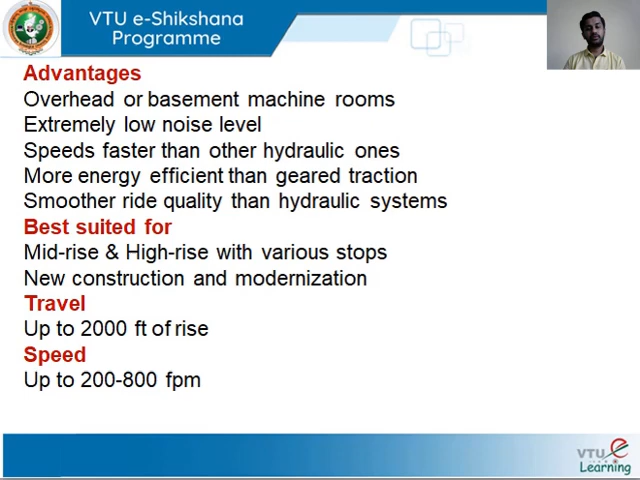 VTU e-Shikshana
Programme
Advantages
Overhead or basement machine rooms
Extremely low noise level
Speeds faster than other hydraulic ones
More energy efficient than geared traction
Smoother ride quality than hydraulic systems
Best suited for
Mid-rise & High-rise with various stops
New construction and modernization
Travel
Up to 2000 ft of rise
Speed
Up to 200-800 fpm
VTU e
Learning